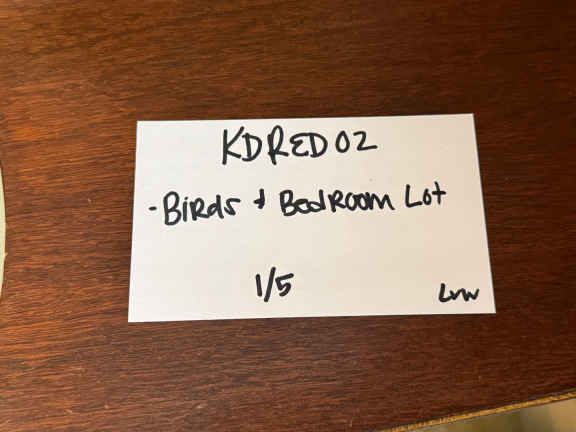 KDRED02
- Birds + Bedroom Lot
1/5
Lvw